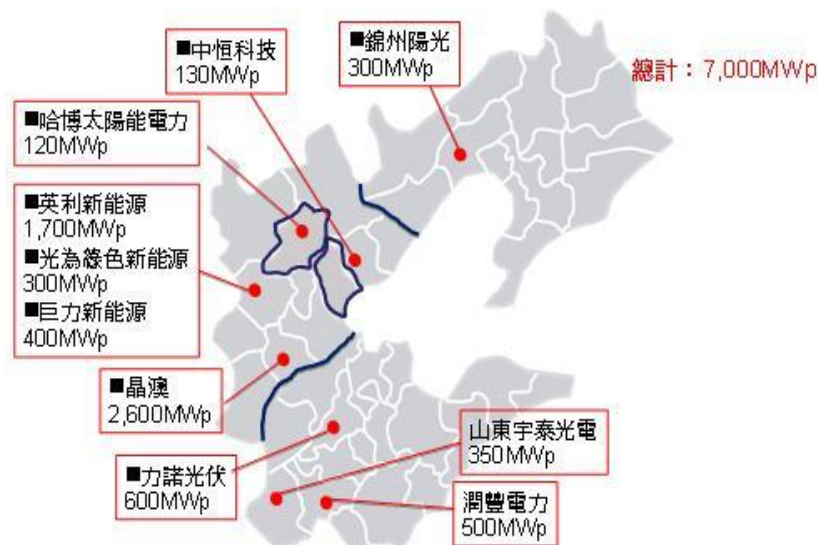 ■中恒科技
130MWp
■錦州陽光
300MWp
總計：7,000MWp
■哈博太陽能電力
120MWp
■英利新能源
1,700MWp
■光為綠色新能源
300MWp
■巨力新能源
400MWp
■晶澳
2,600MWp
■力諾光伏
600MWp
山東宇泰光電
350MWp
潤豐電力
500MWp